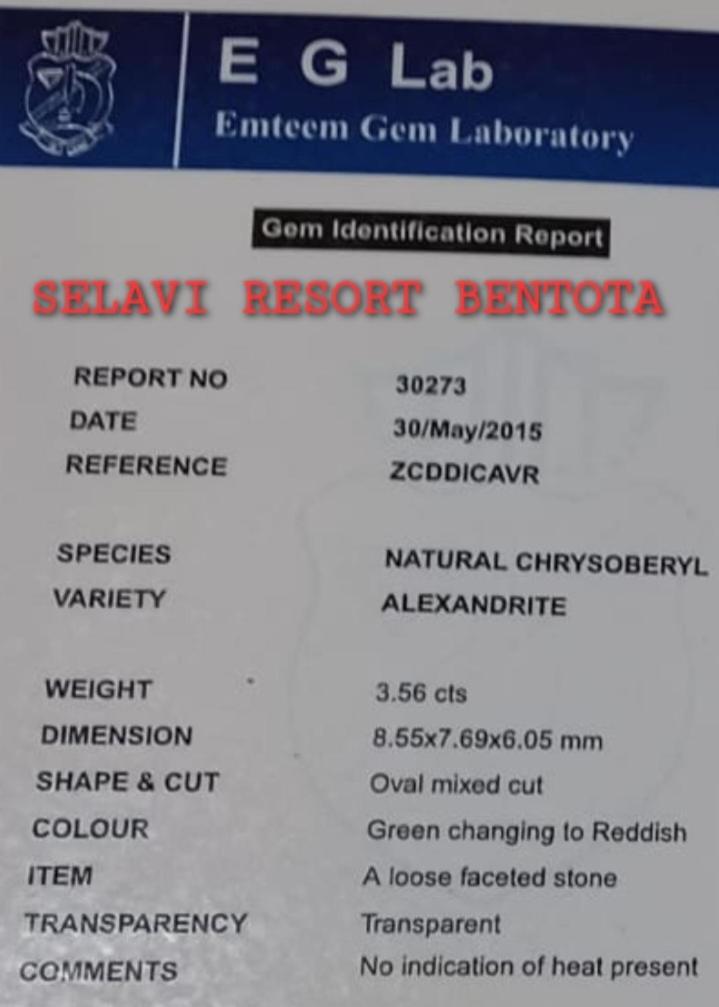 E G Lab
Emteem Gem Laboratory
Gem Identification Report
SELAVI RESORT BENTOTA
REPORT NO 30273
DATE 30/May/2015
REFERENCE ZCDDICAVR
SPECIES NATURAL CHRYSOBERYL
VARIETY ALEXANDRITE
WEIGHT 3.56 cts
DIMENSION 8.55x7.69x6.05 mm
SHAPE & CUT Oval mixed cut
COLOUR Green changing to Reddish
ITEM A loose faceted stone
TRANSPARENCY Transparent
COMMENTS No indication of heat present